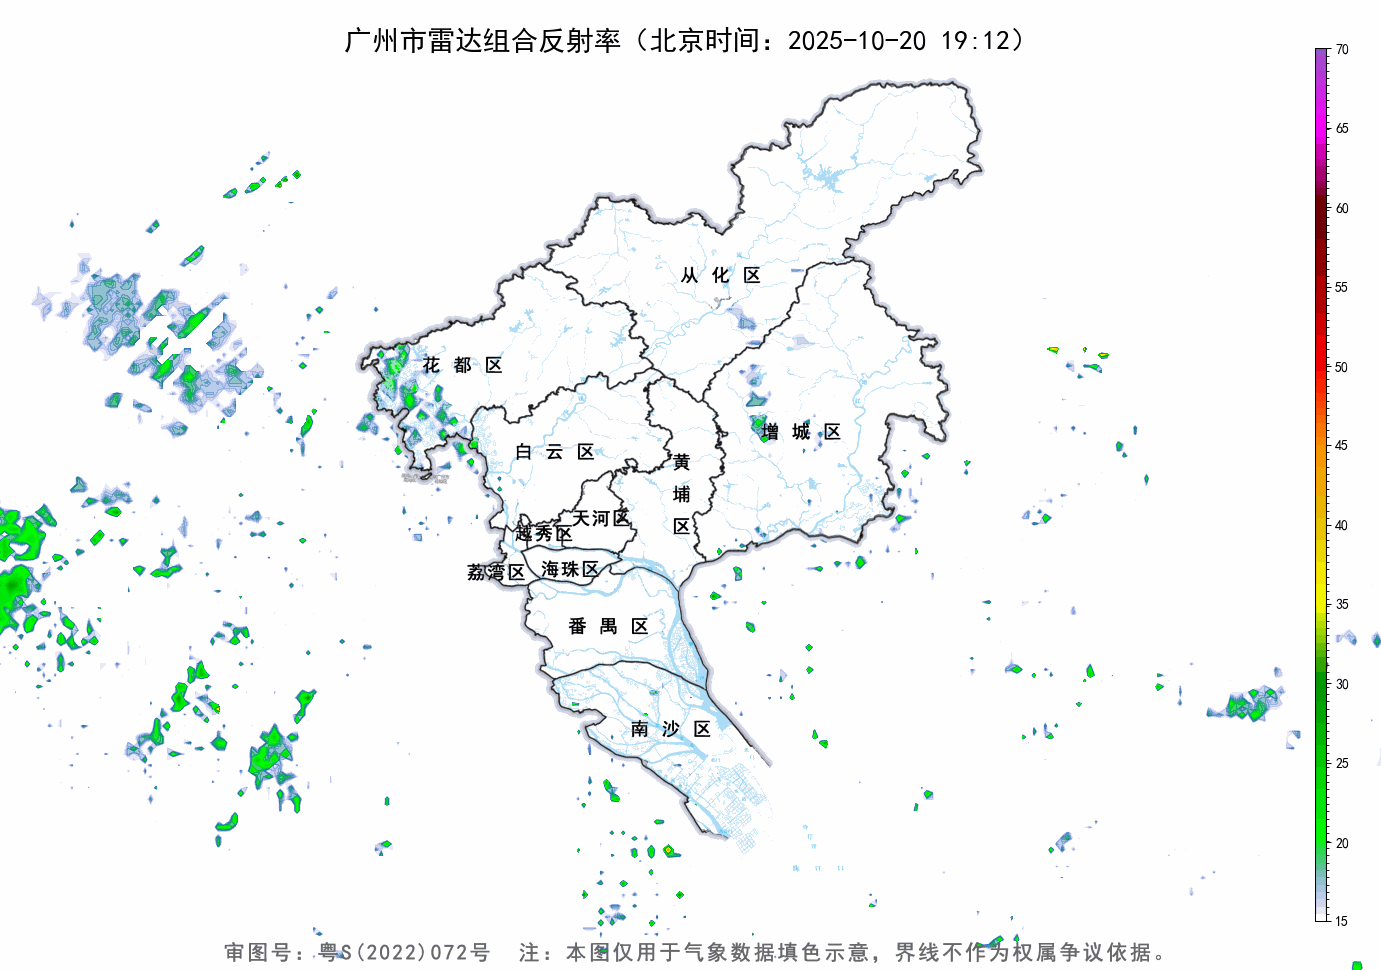 广州市雷达组合反射率（北京时间：2025-10-20 19:12）
70
65
60
55
50
45
40
35
30
25
20
15
从化区
花都区
增城区
白云区
黄埔区
天河区
越秀区
荔湾区
海珠区
番禺区
南沙区
审图号：粤S(2022)072号 注：本图仅用于气象数据填色示意，界线不作为权属争议依据。